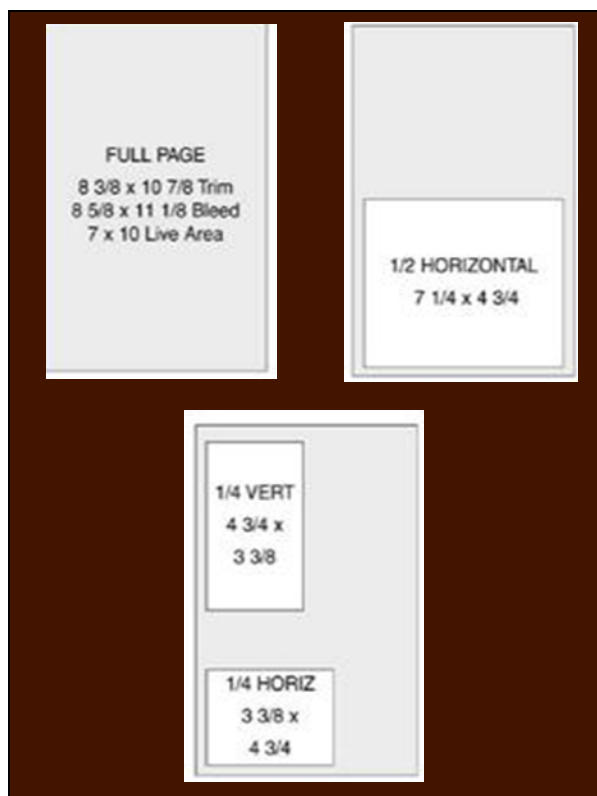 FULL PAGE
8 3/8 x 10 7/8 Trim
8 5/8 x 11 1/8 Bleed
7 x 10 Live Area
1/2 HORIZONTAL
7 1/4 x 4 3/4
1/4 VERT
4 3/4 x
3 3/8
1/4 HORIZ
3 3/8 x
4 3/4